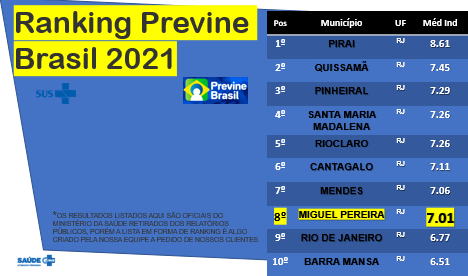 Ranking Previne
Brasil 2021
SUS
Previne
Brasil
*OS RESULTADOS LISTADOS AQUI SÃO OFICIAIS DO
MINISTÉRIO DA SAÚDE RETIRADOS DOS RELATÓRIOS
PÚBLICOS, PORÉM A LISTA EM FORMA DE RANKING É ALGO
CRIADO PELA NOSSA EQUIPE A PEDIDO DE NOSSOS CLIENTES.
SAÚDE
Pos Município UF Méd Ind
1º PIRAI RJ 8.61
2º QUISSAMÃ RJ 7.45
3º PINHEIRAL RJ 7.29
4º SANTA MARIA MADALENA RJ 7.26
5º RIOCLARO RJ 7.26
6º CANTAGALO RJ 7.11
7º MENDES RJ 7.06
8º MIGUEL PEREIRA RJ 7.01
9º RIO DE JANEIRO RJ 6.77
10º BARRA MANSA RJ 6.51